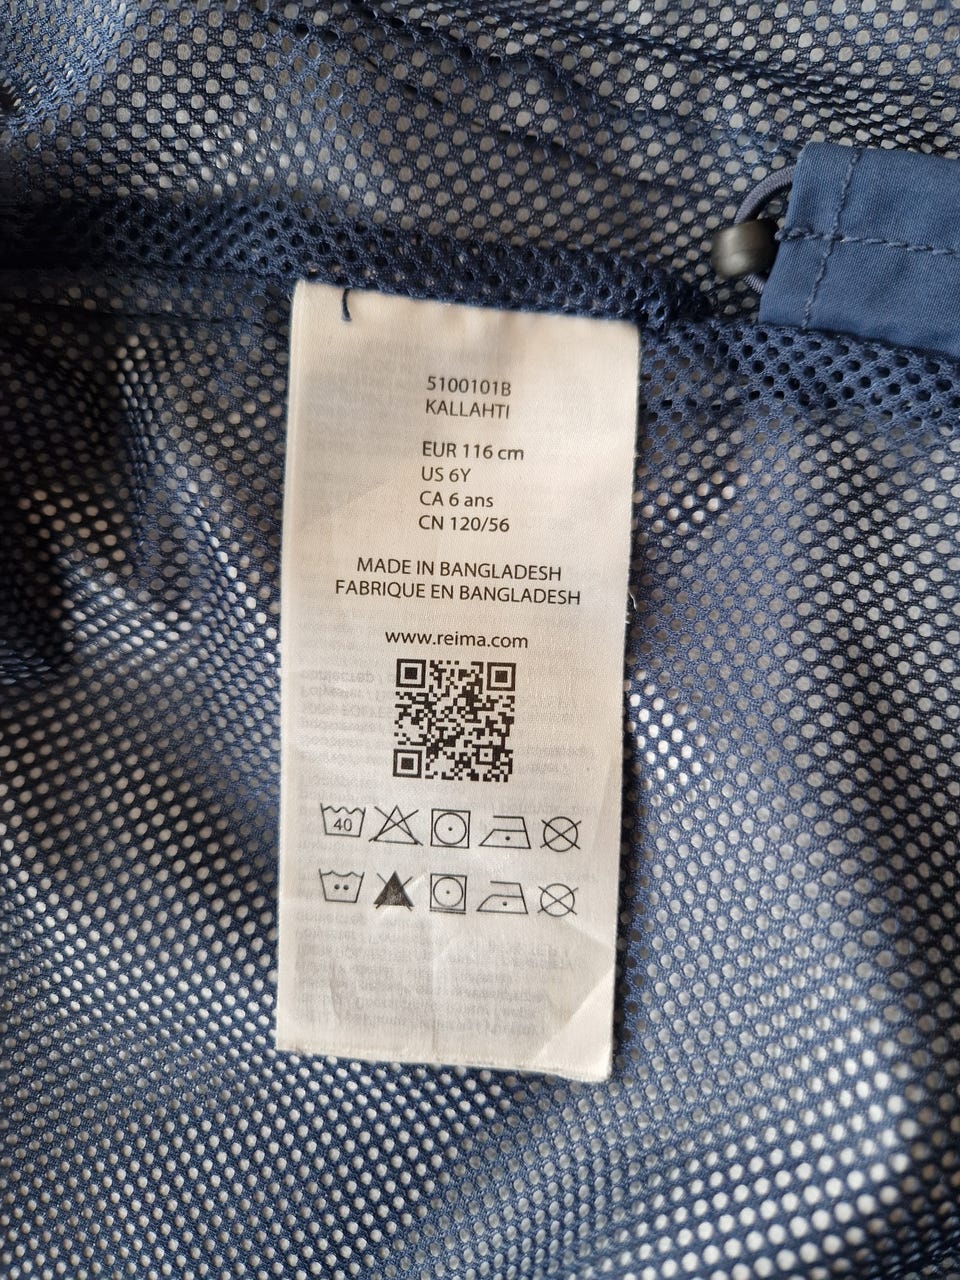 5100101B
KALLAHTI
EUR 116 cm
US 6Y
CA 6 ans
CN 120/56
MADE IN BANGLADESH
FABRIQUE EN BANGLADESH
www.reima.com
40